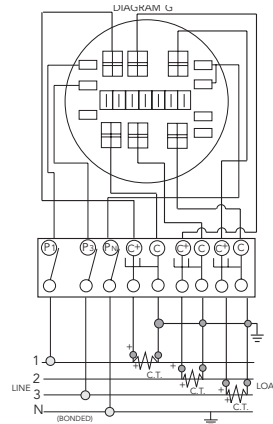 DIAGRAM G
P1 P3 PN C+ C C+ C C+ C
1
+ + C.T.
2
LINE
+ + C.T.
LOA
3
+ + C.T.
N
(BONDED)